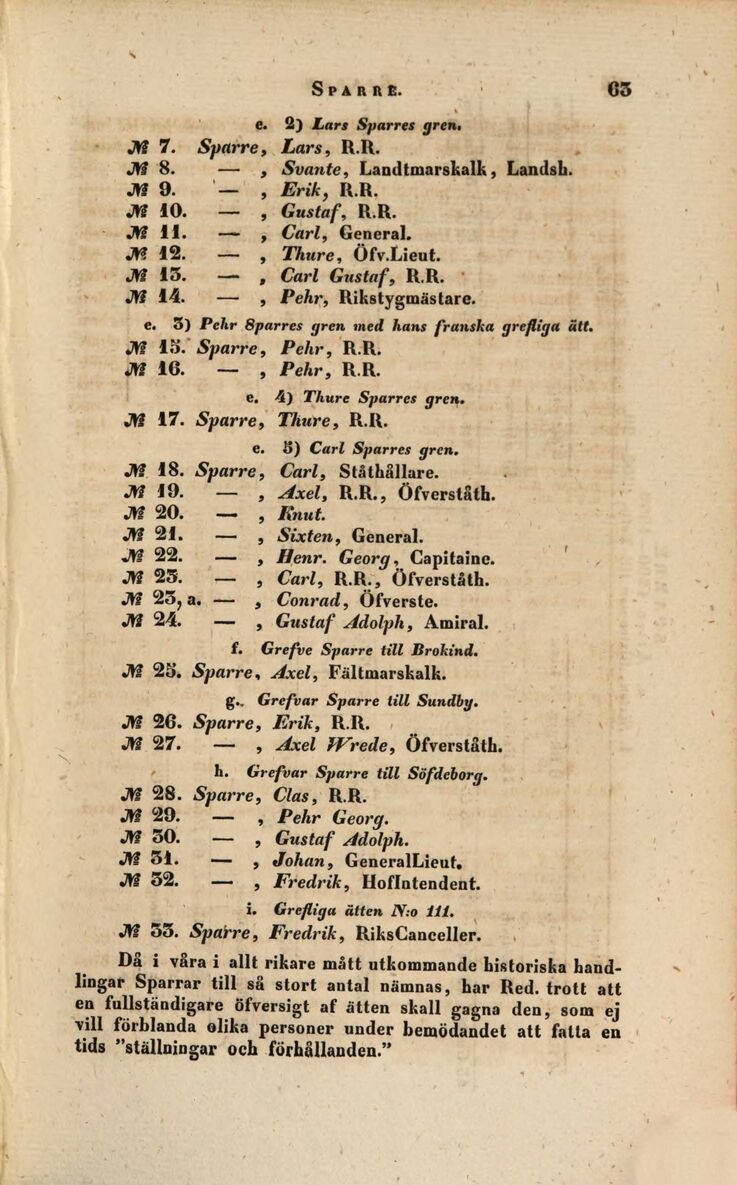 SPARRE. 63
e. 2) Lars Sparres gren.
№ 7. Sparre, Lars, R.R.
№ 8. — , Svante, Landtmarskalk, Landsh.
№ 9. — , Erik, R.R.
№ 10. — , Gustaf, R.R.
№ 11. — , Carl, General.
№ 12. — , Thure, Öfv.Lieut.
№ 13. — , Carl Gustaf, R.R.
№ 14. — , Pehr, Rikstygmästare.
e. 3) Pehr Sparres gren med hans franska grefliga ätt.
№ 15. Sparre, Pehr, R.R.
№ 16. — , Pehr, R.R.
e. 4) Thure Sparres gren.
№ 17. Sparre, Thure, R.R.
e. 5) Carl Sparres gren.
№ 18. Sparre, Carl, Ståthållare.
№ 19. — , Axel, R.R., Öfverståth.
№ 20. — , Knut.
№ 21. — , Sixten, General.
№ 22. — , Henr. Georg, Capitaine.
№ 23. — , Carl, R.R., Öfverståth.
№ 23, a. — , Conrad, Öfverste.
№ 24. — , Gustaf Adolph, Amiral.
f. Grefve Sparre till Brokind.
№ 25. Sparre, Axel, Fältmarskalk.
g. Grefvar Sparre till Sundby.
№ 26. Sparre, Erik, R.R.
№ 27. — , Axel Wrede, Öfverståth.
h. Grefvar Sparre till Söfdeborg.
№ 28. Sparre, Clas, R.R.
№ 29. — , Pehr Georg.
№ 30. — , Gustaf Adolph.
№ 31. — , Johan, GeneralLieut.
№ 32. — , Fredrik, HofIntendent.
i. Grefliga ätten N:o 111.
№ 33. Sparre, Fredrik, RiksCanceller.
Då i våra i allt rikare mått utkommande historiska hand-
lingar Sparrar till så stort antal nämnas, har Red. trott att
en fullständigare öfversigt af ätten skall gagna den, som ej
vill förblanda olika personer under bemödandet att fatta en
tids "ställningar och förhållanden."